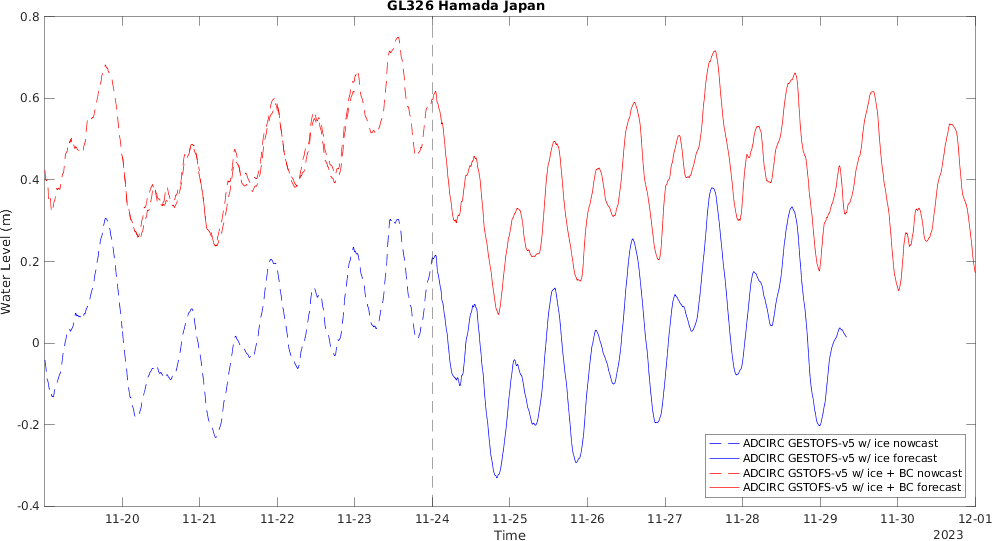 GL326 Hamada Japan
0.8
0.6
0.4
0.2
0
-0.2
-0.4
Water Level (m)
ADCIRC GESTOFS-v5 w/ ice nowcast
ADCIRC GESTOFS-v5 w/ ice forecast
ADCIRC GSTOFS-v5 w/ ice + BC nowcast
ADCIRC GSTOFS-v5 w/ ice + BC forecast
11-20 11-21 11-22 11-23 11-24 11-25 11-26 11-27 11-28 11-29 11-30 12-01
Time
2023